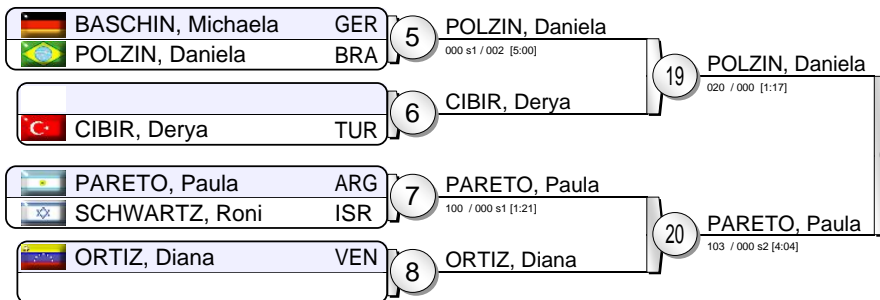 BASCHIN, Michaela GER
POLZIN, Daniela BRA
5
POLZIN, Daniela
000 s1 / 002 [5:00]
19
POLZIN, Daniela
020 / 000 [1:17]
CIBIR, Derya TUR
6
CIBIR, Derya
PARETO, Paula ARG
SCHWARTZ, Roni ISR
7
PARETO, Paula
100 / 000 s1 [1:21]
20
PARETO, Paula
103 / 000 s2 [4:04]
ORTIZ, Diana VEN
8
ORTIZ, Diana